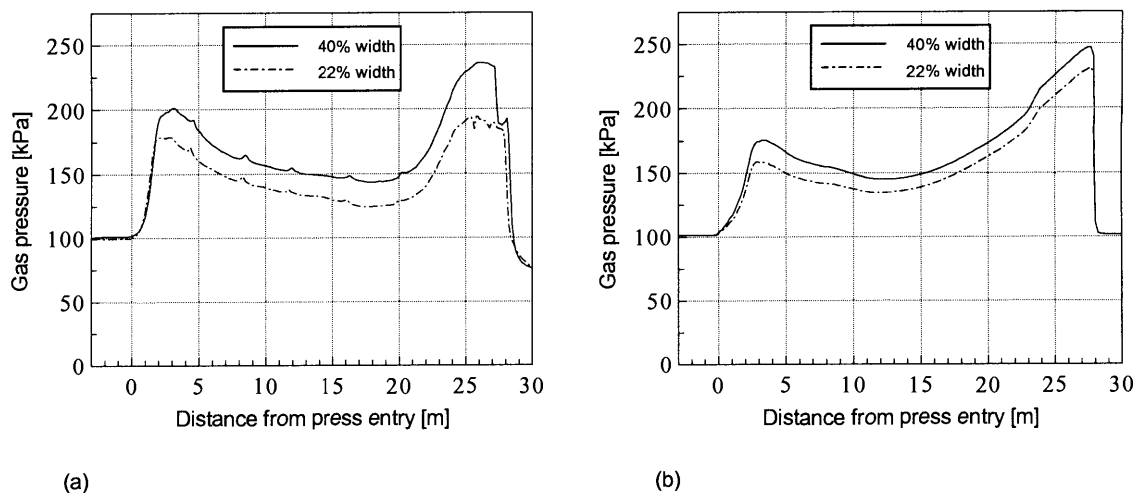 250
200
150
100
50
0
Gas pressure [kPa]
40% width
22% width
0 5 10 15 20 25 30
Distance from press entry [m]
(a)
250
200
150
100
50
0
Gas pressure [kPa]
40% width
22% width
0 5 10 15 20 25 30
Distance from press entry [m]
(b)